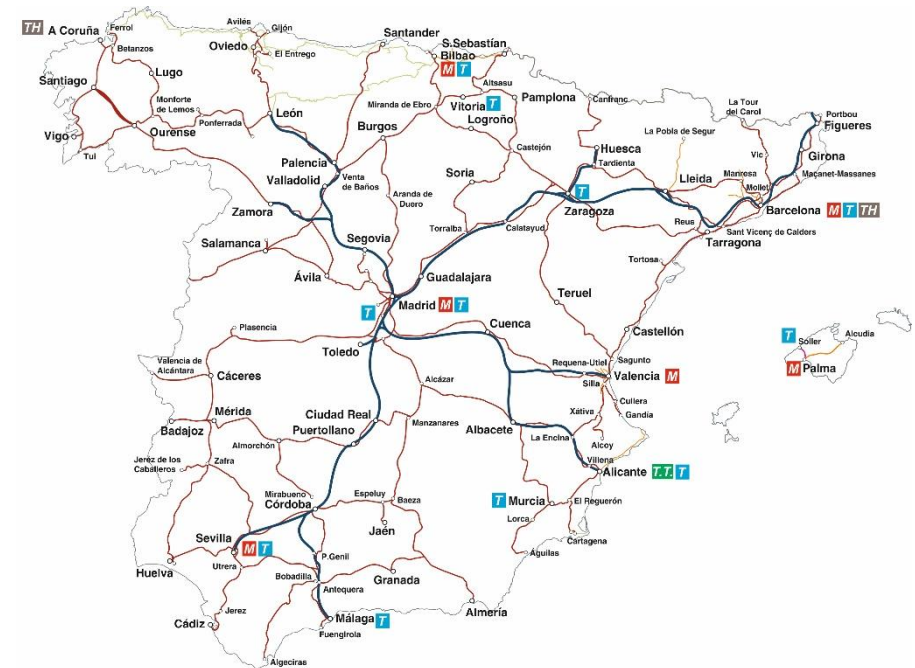 TH A Coruña
Ferrol
Betanzos
Avilés
Gijón
Oviedo
El Entrego
Santander
S.Sebastián
Bilbao
M T
Lugo
Santiago
Monforte
de Lemos
Ponferrada
León
Miranda de Ebro
Altsasu
Vitoria T
Pamplona
Canfranc
La Tour
del Carol
Portbou
Figueres
Vigo
Ourense
Tui
Burgos
Logroño
Castejón
Huesca
Tardienta
La Pobla de Segur
Vic
Girona
Maçanet-Massanes
Palencia
Valladolid
Venta
de Baños
Soria
Aranda de
Duero
Lleida
Manresa
Mollet
Barcelona M T TH
Zamora
T
Zaragoza
Reus
Sant Vicenç de Calders
Tarragona
Salamanca
Segovia
Torralba
Calatayud
Tortosa
Ávila
Guadalajara
Madrid M T
T
Teruel
Plasencia
Toledo
Cuenca
Castellón
T
Sóller
Alcudia
M Palma
Valencia de
Alcántara
Cáceres
Requena-Utiel
Sagunto
Valencia M
Silla
Alcázar
Cullera
Gandía
Mérida
Badajoz
Ciudad Real
Puertollano
Manzanares
Albacete
Xátiva
La Encina
Alcoy
Almorchón
Jeréz de los
Caballeros
Zafra
Villena
Alicante T.T. T
Mirabueno
Córdoba
Espeluy
Baeza
Jaén
T Murcia
El Reguerón
Lorca
Cartagena
Águilas
Sevilla
M T
Huelva
Utrera
P.Genil
Bobadilla
Antequera
Granada
Almería
Cádiz
Jerez
Málaga T
Fuengirola
Algeciras